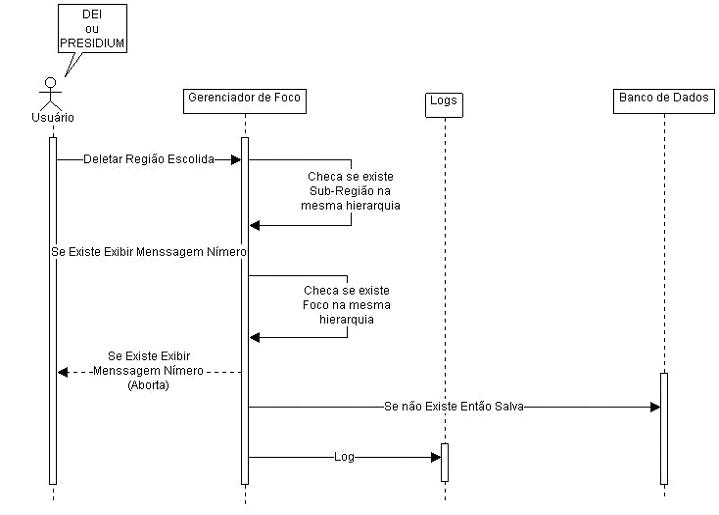 DEI
ou
PRESIDIUM
Usuário
Gerenciador de Foco
Logs
Banco de Dados
Deletar Região Escolida
Checa se existe
Sub-Região na
mesma hierarquia
Se Existe Exibir Menssagem Nímero
Checa se existe
Foco na mesma
hierarquia
Se Existe Exibir
Menssagem Nímero
(Aborta)
Se não Existe Então Salva
Log